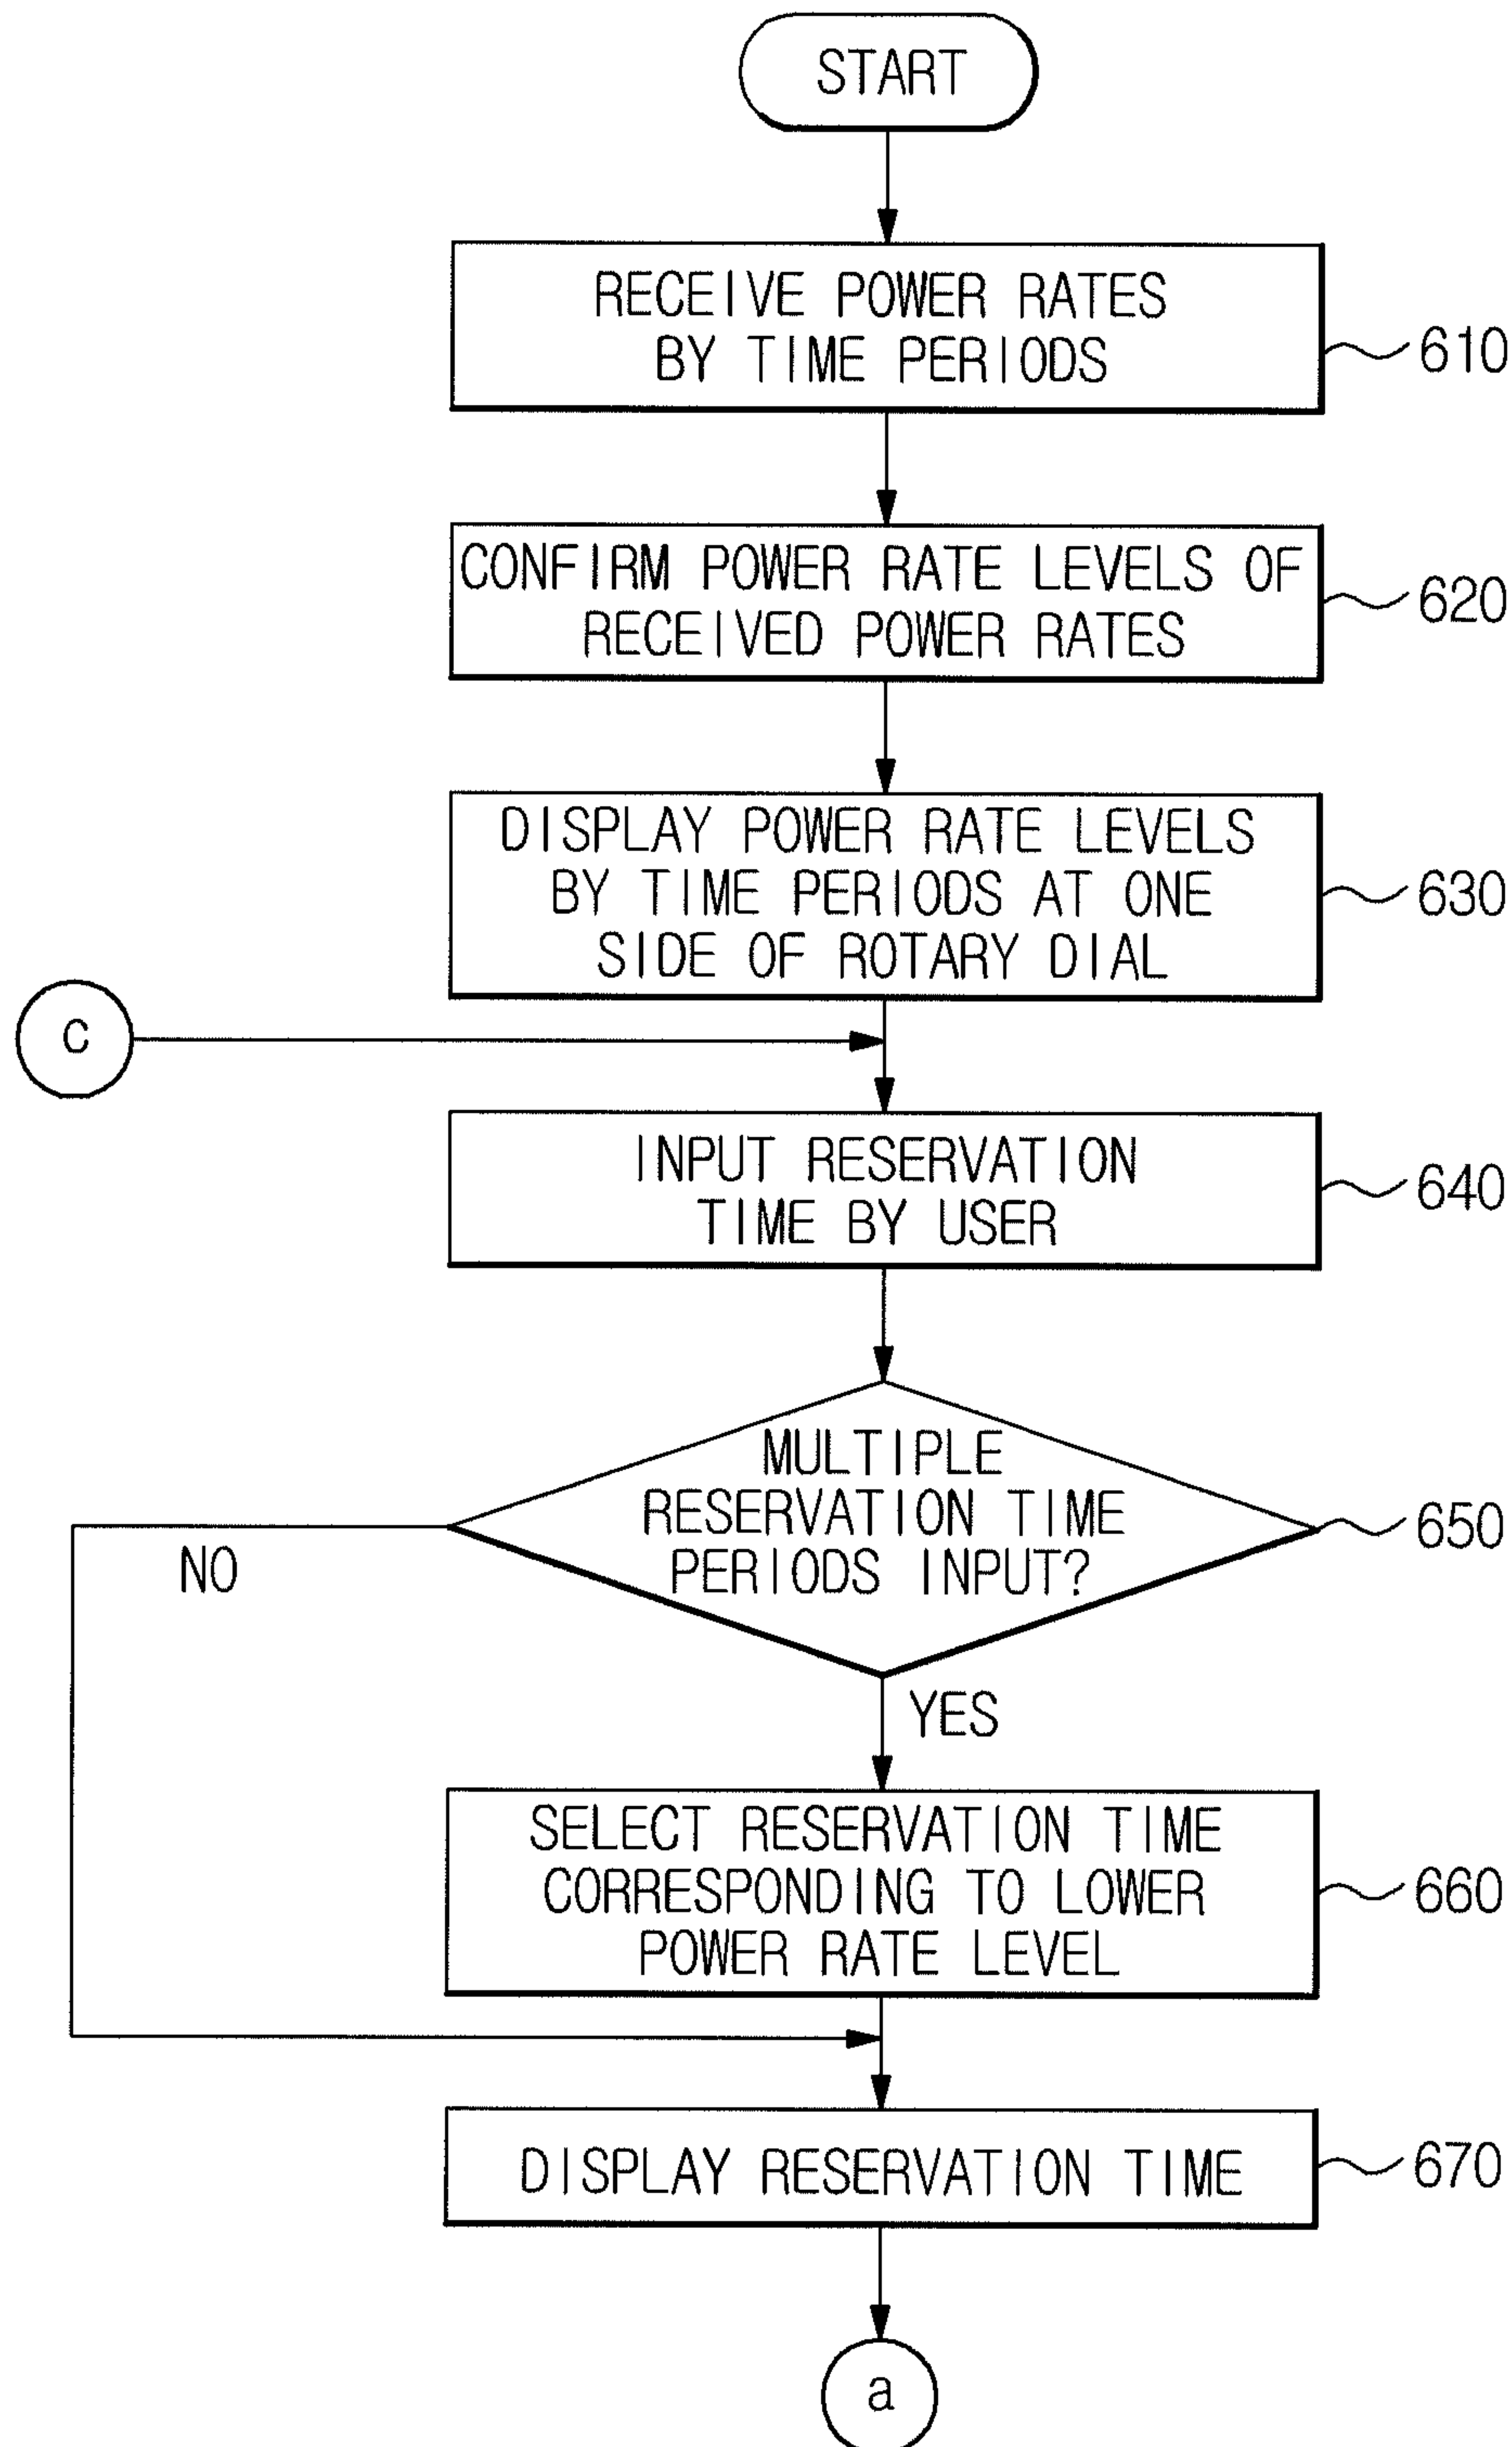 START
RECEIVE POWER RATES
BY TIME PERIODS
610
CONFIRM POWER RATE LEVELS OF
RECEIVED POWER RATES
620
DISPLAY POWER RATE LEVELS
BY TIME PERIODS AT ONE
SIDE OF ROTARY DIAL
630
c
INPUT RESERVATION
TIME BY USER
640
MULTIPLE
RESERVATION TIME
PERIODS INPUT?
650
NO
YES
SELECT RESERVATION TIME
CORRESPONDING TO LOWER
POWER RATE LEVEL
660
DISPLAY RESERVATION TIME
670
a